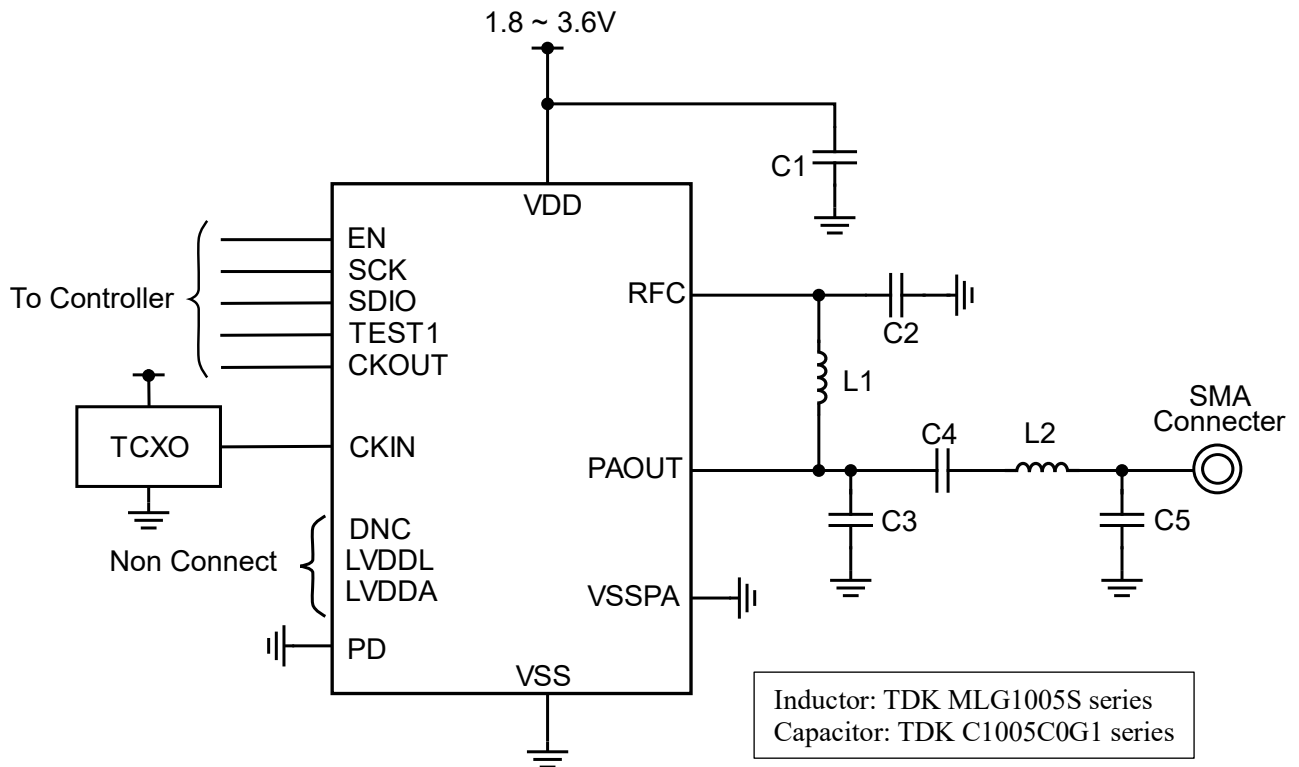 1.8 ~ 3.6V
C1
VDD
EN
SCK
To Controller
SDIO
TEST1
CKOUT
RFC
C2
L1
TCXO
CKIN
PAOUT
C4
L2
SMA
Connecter
C3
C5
Non Connect
DNC
LVDDL
LVDDA
VSSPA
PD
VSS
Inductor: TDK MLG1005S series
Capacitor: TDK C1005C0G1 series